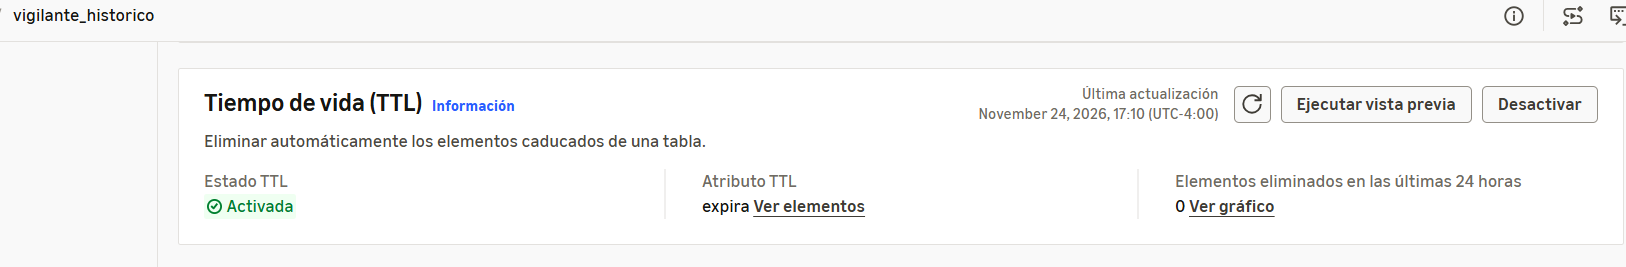 vigilante_historico
Tiempo de vida (TTL) Información
Eliminar automáticamente los elementos caducados de una tabla.
Última actualización
November 24, 2026, 17:10 (UTC-4:00)
Ejecutar vista previa
Desactivar
Estado TTL
Activada
Atributo TTL
expira Ver elementos
Elementos eliminados en las últimas 24 horas
0 Ver gráfico